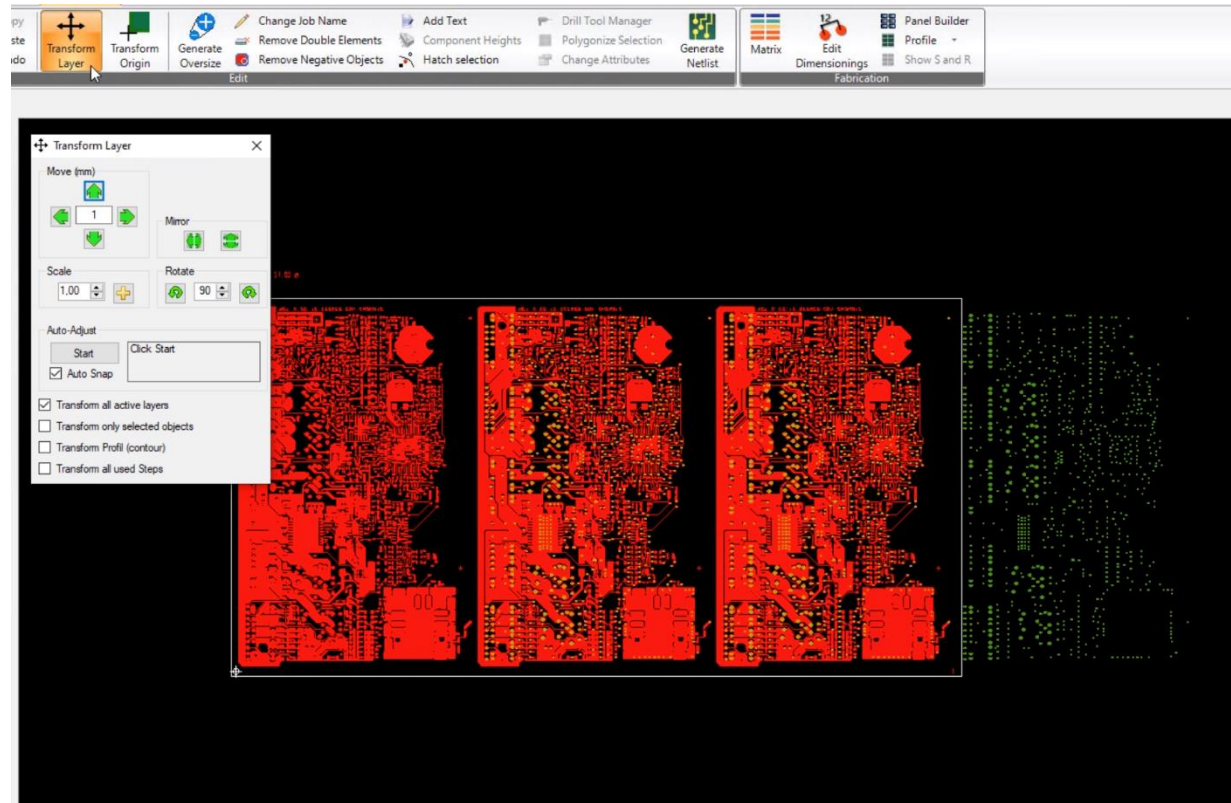 Change Job Name
Add Text
Drill Tool Manager
Transform Layer
Transform Origin
Generate Oversize
Remove Double Elements
Component Heights
Polygonize Selection
Generate Netlist
Remove Negative Objects
Hatch selection
Change Attributes
Edit
Matrix
Edit Dimensionings
Panel Builder
Profile
Show S and R
Fabrication
Transform Layer
Move (mm)
1
Mirror
Scale
1,00
Rotate
90
Auto-Adjust
Start
Click Start
Auto Snap
Transform all active layers
Transform only selected objects
Transform Profil (contour)
Transform all used Steps